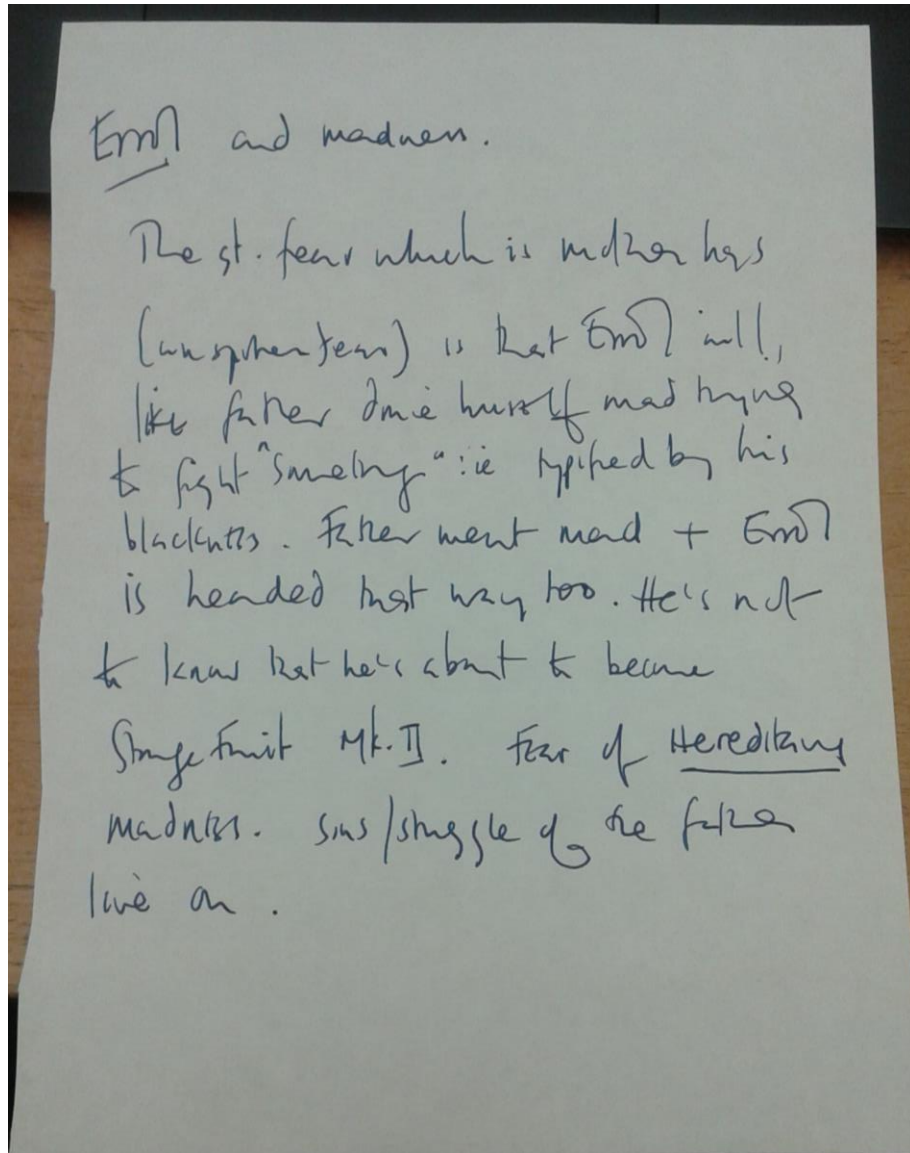 Errol and madness.
The gt. fear which is mother has
(unspoken fear) is that Errol will,
like father drive himself mad trying
to fight "something" : ie typified by his
blackness. Father went mad + Errol
is headed that way too. He's not
to know that he's about to become
Strange Fruit Mk. II. Fear of Hereditary
madness. Sins/struggle of the father
live on.